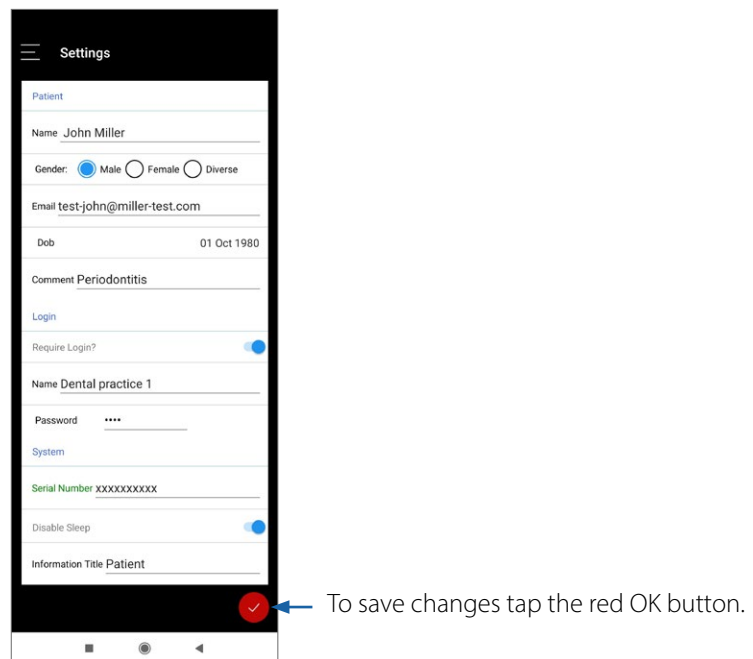 Settings
Patient
Name John Miller
Gender: Male Female Diverse
Email test-john@miller-test.com
Dob 01 Oct 1980
Comment Periodontitis
Login
Require Login?
Name Dental practice 1
Password ••••
System
Serial Number xxxxxxxxxx
Disable Sleep
Information Title Patient
To save changes tap the red OK button.